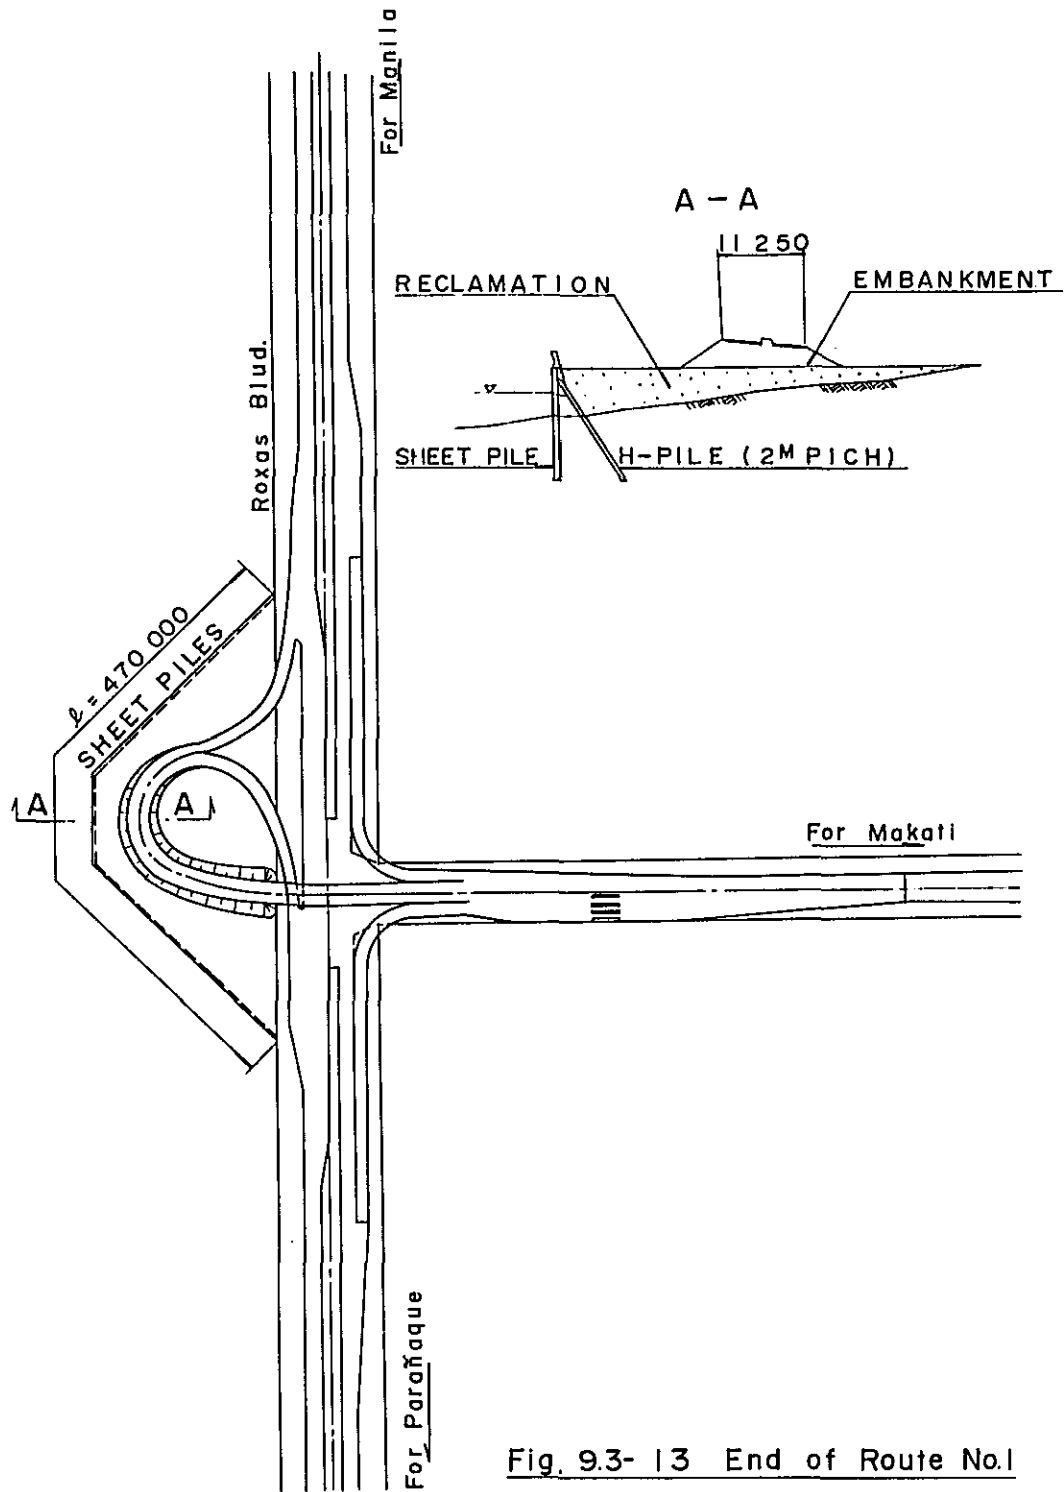 For Manila
A - A
11 250
RECLAMATION
EMBANKMENT
Roxas Blud.
SHEET PILE
H-PILE (2M PICH)
ℓ = 470 000
SHEET PILES
A
A
For Makati
For Parañaque
Fig. 9.3- 13 End of Route No.1